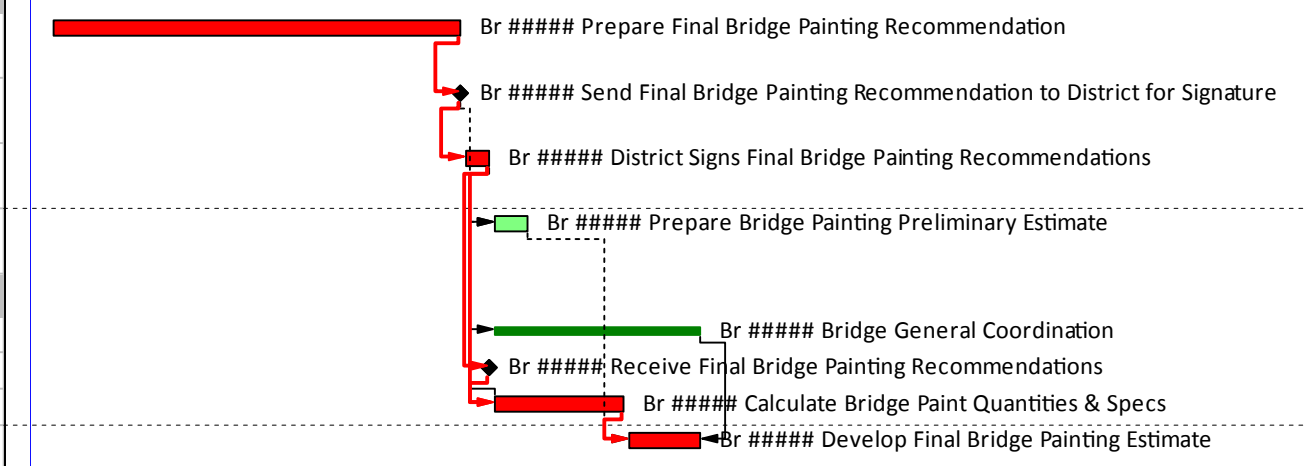 Br ##### Prepare Final Bridge Painting Recommendation
Br ##### Send Final Bridge Painting Recommendation to District for Signature
Br ##### District Signs Final Bridge Painting Recommendations
Br ##### Prepare Bridge Painting Preliminary Estimate
Br ##### Bridge General Coordination
Br ##### Receive Final Bridge Painting Recommendations
Br ##### Calculate Bridge Paint Quantities & Specs
Br ##### Develop Final Bridge Painting Estimate